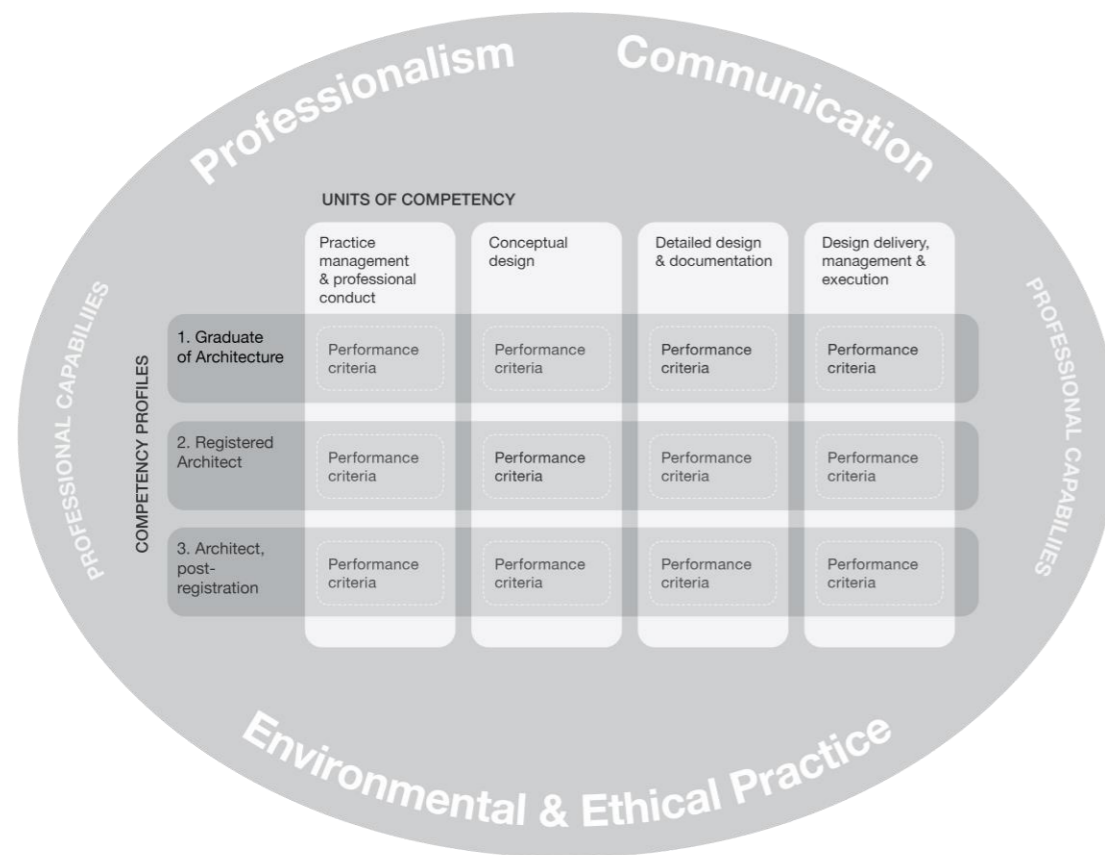 Professionalism
Communication
UNITS OF COMPETENCY
Practice
management
& professional
conduct
Conceptual
design
Detailed design
& documentation
Design delivery,
management &
execution
PROFESSIONAL CAPABILIIES
COMPETENCY PROFILES
PROFESSIONAL CAPABILIIES
1. Graduate
of Architecture
Performance
criteria
Performance
criteria
Performance
criteria
Performance
criteria
2. Registered
Architect
Performance
criteria
Performance
criteria
Performance
criteria
Performance
criteria
3. Architect,
post-
registration
Performance
criteria
Performance
criteria
Performance
criteria
Performance
criteria
Environmental & Ethical Practice